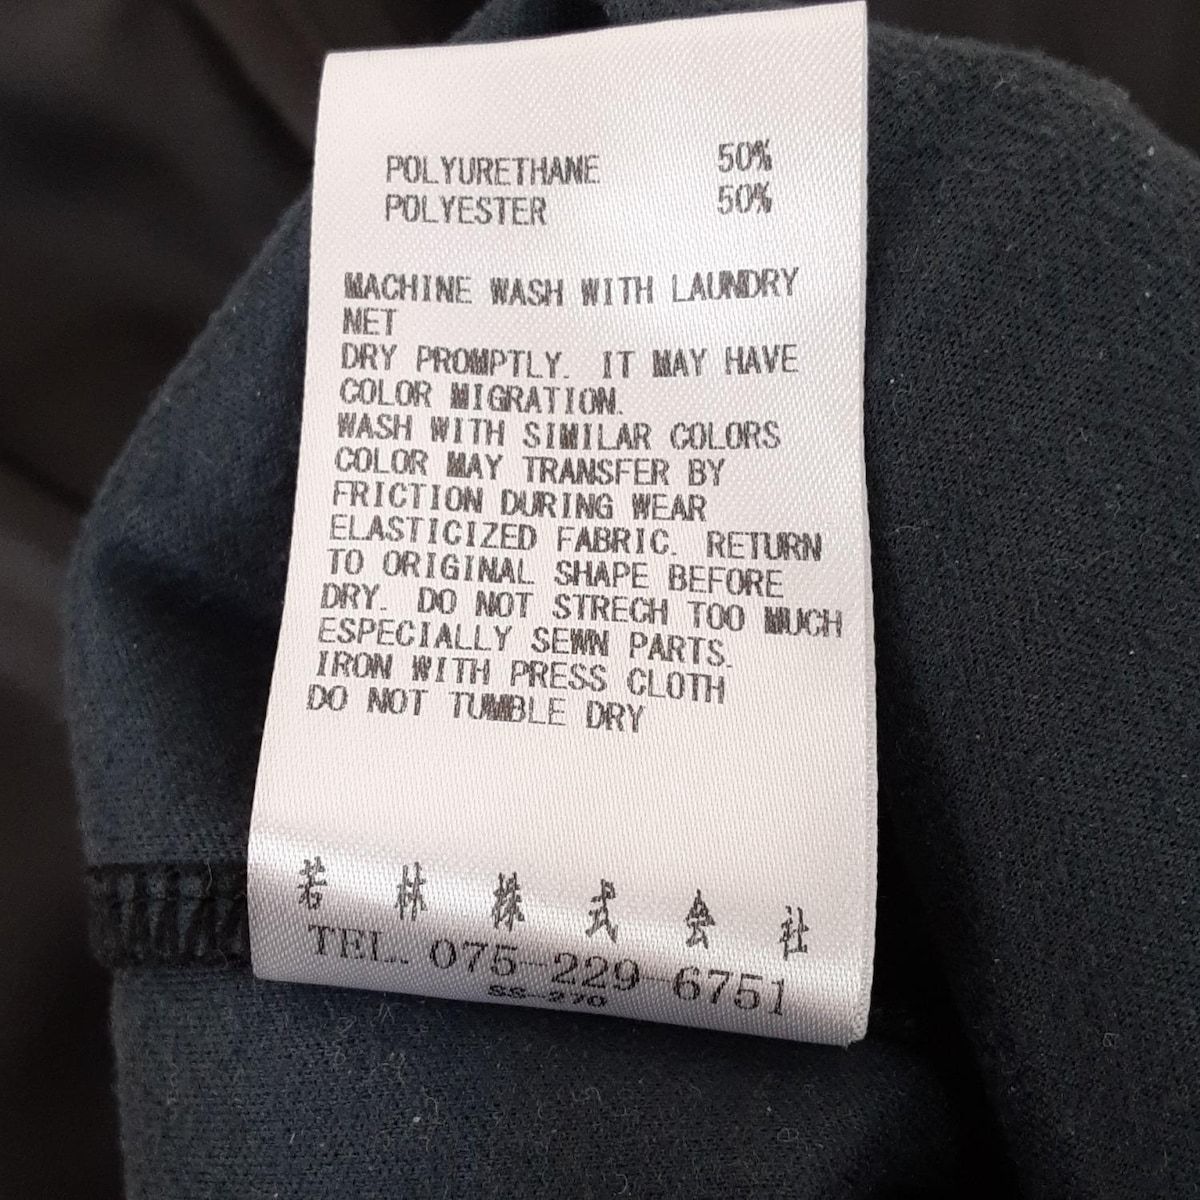 POLYURETHANE 50%
POLYESTER 50%
MACHINE WASH WITH LAUNDRY
NET
DRY PROMPTLY. IT MAY HAVE
COLOR MIGRATION.
WASH WITH SIMILAR COLORS
COLOR MAY TRANSFER BY
FRICTION DURING WEAR
ELASTICIZED FABRIC. RETURN
TO ORIGINAL SHAPE BEFORE
DRY. DO NOT STRECH TOO MUCH
ESPECIALLY SEWN PARTS.
IRON WITH PRESS CLOTH
DO NOT TUMBLE DRY
若林株式会社
TEL. 075-229-6751
SS-270